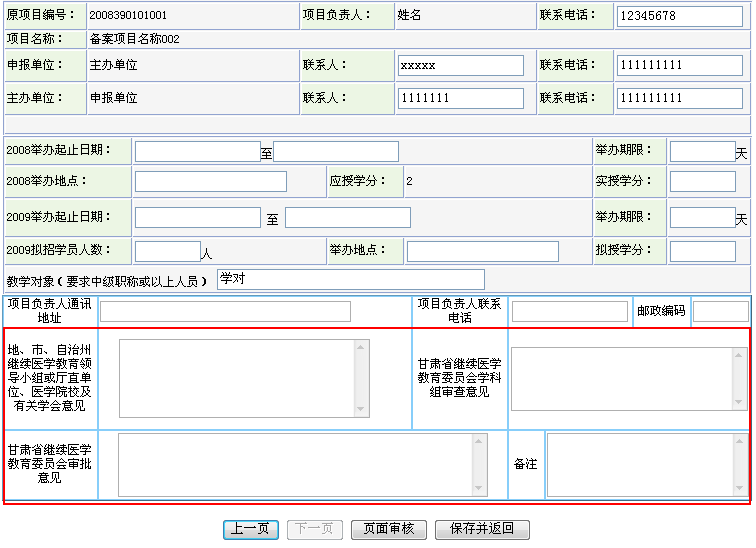 原项目编号： 2008390101001 项目负责人： 姓名 联系电话： 12345678
项目名称： 备案项目名称002
申报单位： 主办单位 联系人： xxxxx 联系电话： 111111111
主办单位： 申报单位 联系人： 1111111 联系电话： 111111111
2008举办起止日期： 至 举办期限： 天
2008举办地点： 应授学分： 2 实授学分：
2009举办起止日期： 至 举办期限： 天
2009拟招学员人数： 人 举办地点： 拟授学分：
教学对象（要求中级职称或以上人员） 学对
项目负责人通讯
地址
项目负责人联系
电话
邮政编码
地、市、自治州
继续医学教育领
导小组或厅直单
位、医学院校及
有关学会意见
甘肃省继续医学
教育委员会学科
组审查意见
甘肃省继续医学
教育委员会审批
意见
备注
上一页 下一页 页面审核 保存并返回